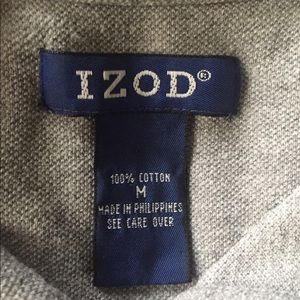 IZOD®
100% COTTON
M
MADE IN PHILIPPINES
SEE CARE OVER